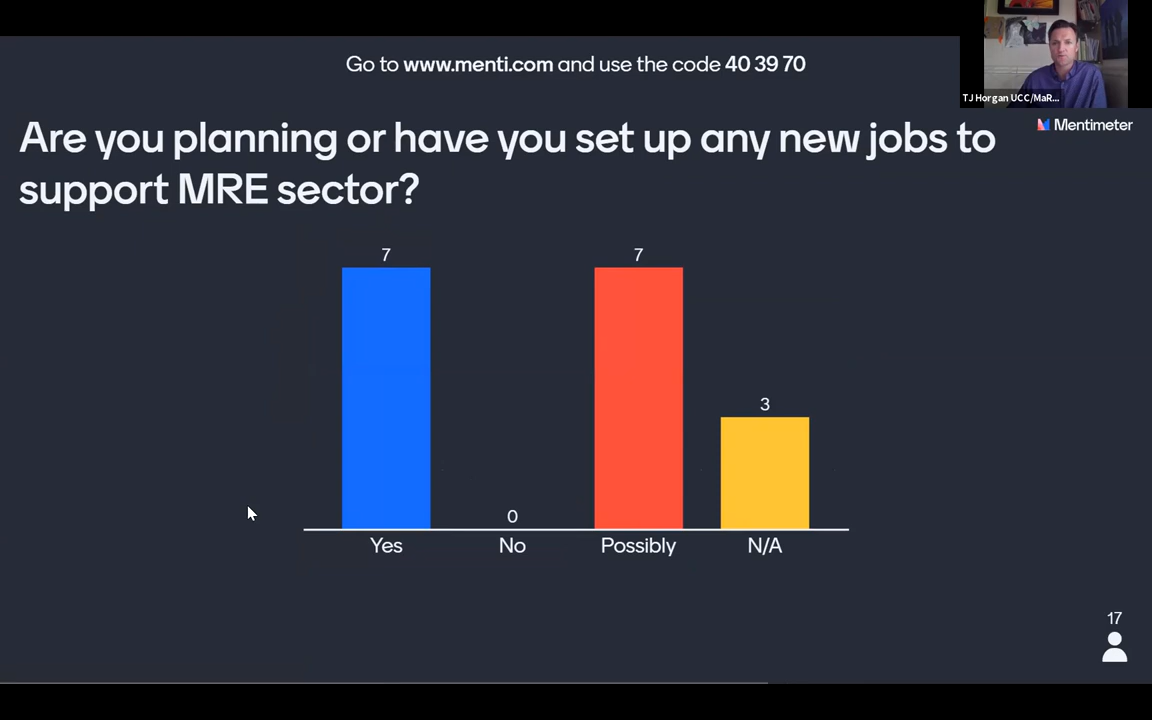 Go to www.menti.com and use the code 40 39 70
TJ Horgan UCC/MaR...
Mentimeter
Are you planning or have you set up any new jobs to
support MRE sector?
7
0
7
3
Yes
No
Possibly
N/A
17